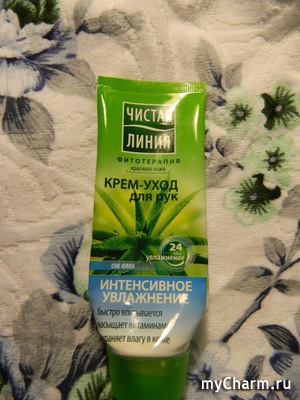 ЧИСТАЯ
ЛИНИЯ
ФИТОТЕРАПИЯ
красивая кожа
КРЕМ-УХОД
для рук
24
увлажнение
сок алоэ
ИНТЕНСИВНОЕ
УВЛАЖНЕНИЕ
быстро впитывается
насыщает витаминами
влагу в коже
myCharm.ru